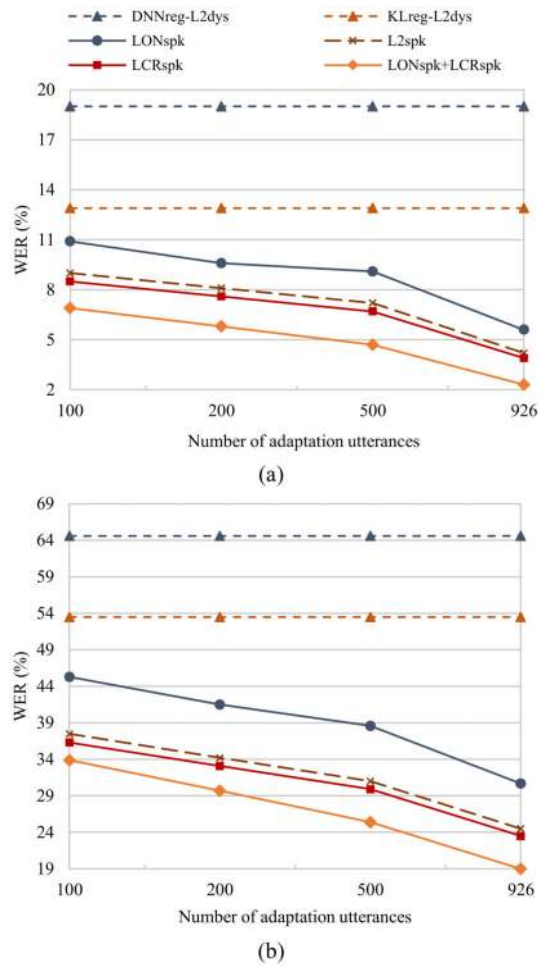 DNNreg-L2dys KLreg-L2dys
LONspk L2spk
LCRspk LONspk+LCRspk
20
17
14
11
8
5
2
WER (%)
100 200 500 926
Number of adaptation utterances
(a)
69
64
59
54
49
44
39
34
29
24
19
WER (%)
100 200 500 926
Number of adaptation utterances
(b)